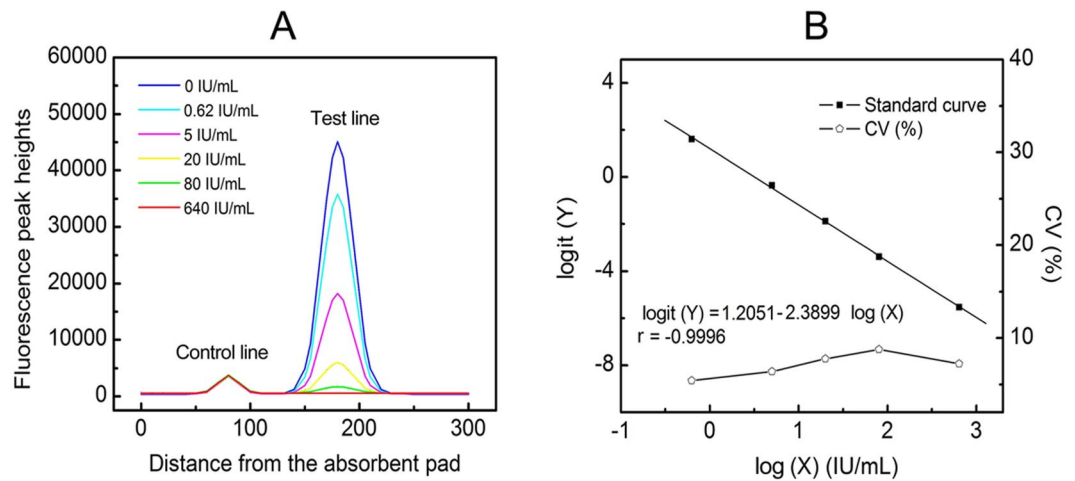 A
60000
50000
40000
30000
20000
10000
0
Fluorescence peak heights
0 IU/mL
0.62 IU/mL
5 IU/mL
20 IU/mL
80 IU/mL
640 IU/mL
Test line
Control line
0 100 200 300
Distance from the absorbent pad
B
4
0
-4
-8
logit (Y)
Standard curve
CV (%)
logit (Y) = 1.2051 - 2.3899 log (X)
r = -0.9996
40
30
20
10
CV (%)
-1 0 1 2 3
log (X) (IU/mL)